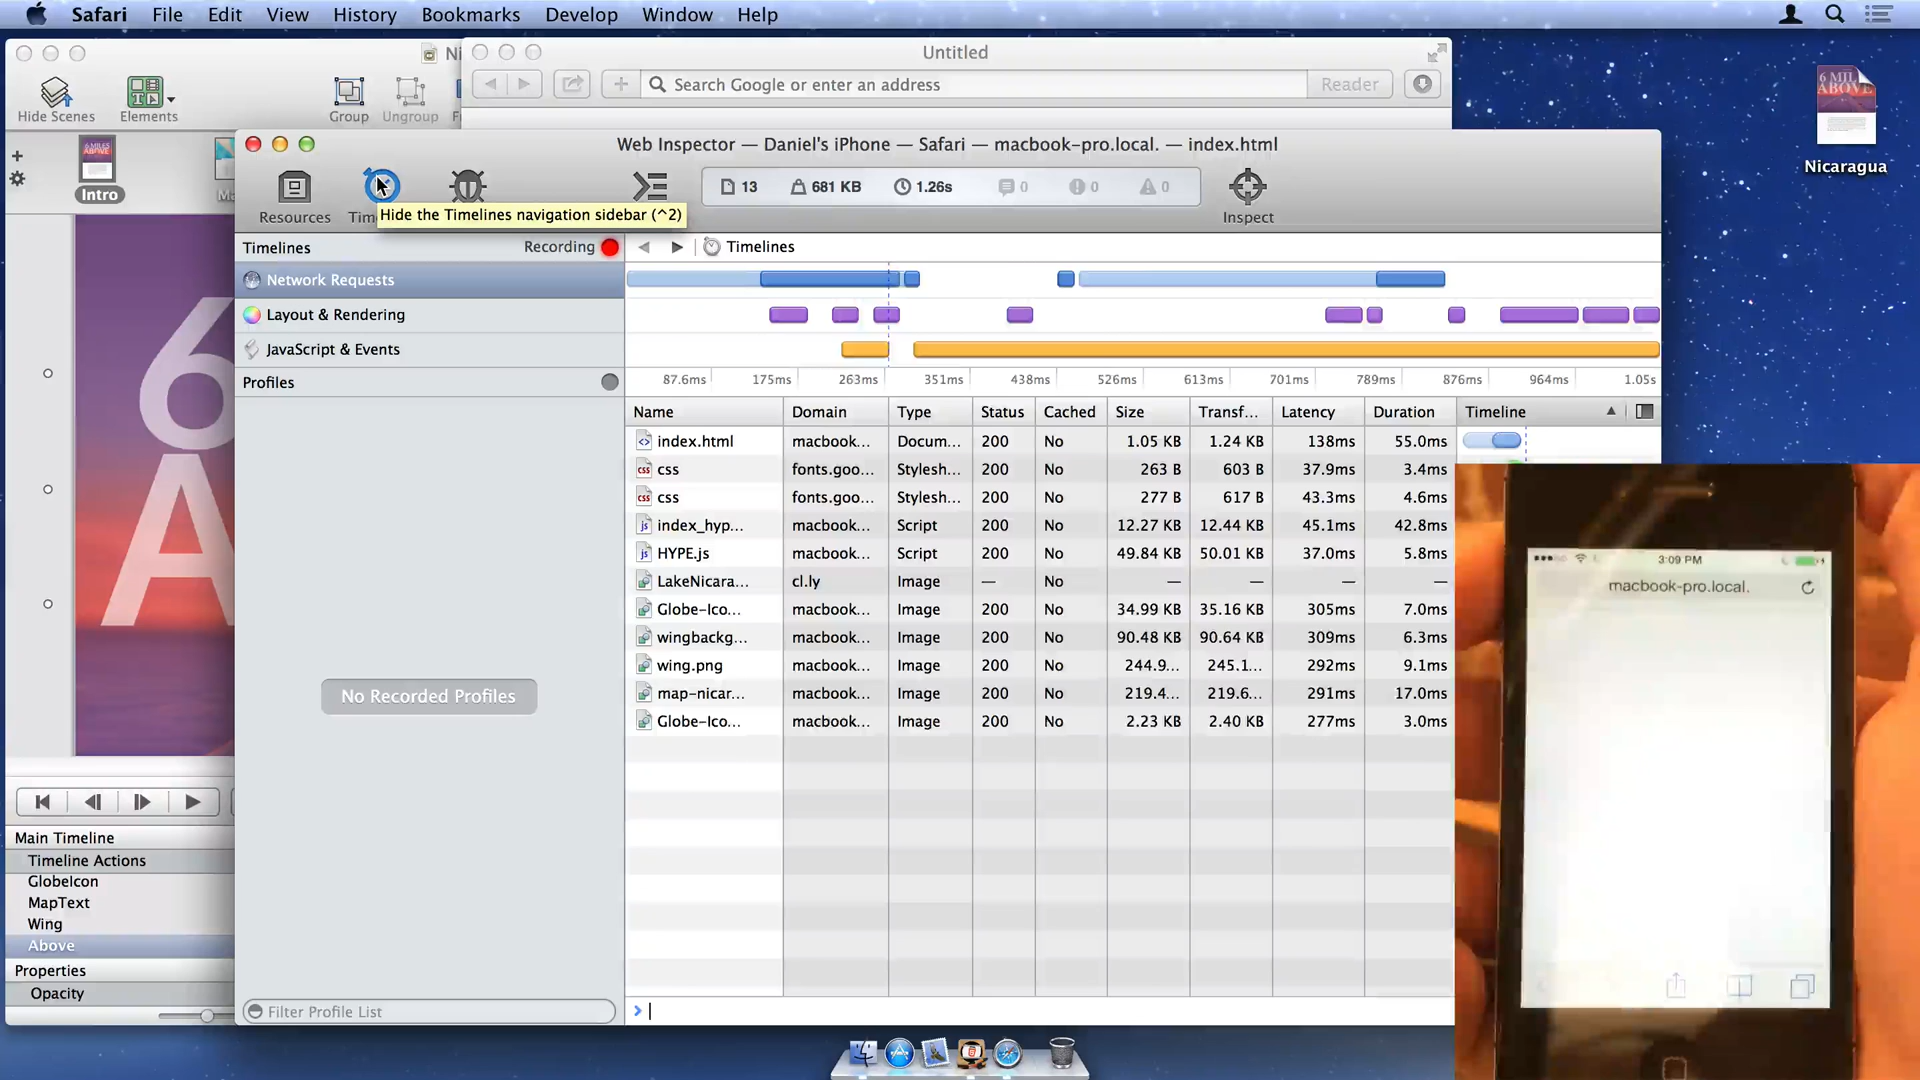 Safari File Edit View History Bookmarks Develop Window Help
Ni
Untitled
Search Google or enter an address
Reader
Hide Scenes
Elements
Group
Ungroup
6 MILES
ABOVE
Intro
Web Inspector — Daniel's iPhone — Safari — macbook-pro.local. — index.html
Resources
Tim
Hide the Timelines navigation sidebar (^2)
13 681 KB 1.26s 0 0 0
Inspect
6 MIL
ABOVE
Nicaragua
Timelines Recording
Timelines
Network Requests
Layout & Rendering
JavaScript & Events
Profiles
87.6ms 175ms 263ms 351ms 438ms 526ms 613ms 701ms 789ms 876ms 964ms 1.05s
Name Domain Type Status Cached Size Transf... Latency Duration Timeline
index.html macbook... Docum... 200 No 1.05 KB 1.24 KB 138ms 55.0ms
css fonts.goo... Stylesh... 200 No 263 B 603 B 37.9ms 3.4ms
css fonts.goo... Stylesh... 200 No 277 B 617 B 43.3ms 4.6ms
index_hyp... macbook... Script 200 No 12.27 KB 12.44 KB 45.1ms 42.8ms
HYPE.js macbook... Script 200 No 49.84 KB 50.01 KB 37.0ms 5.8ms
LakeNicara... cl.ly Image — No — — — —
Globe-Ico... macbook... Image 200 No 34.99 KB 35.16 KB 305ms 7.0ms
wingbackg... macbook... Image 200 No 90.48 KB 90.64 KB 309ms 6.3ms
wing.png macbook... Image 200 No 244.9... 245.1... 292ms 9.1ms
map-nicar... macbook... Image 200 No 219.4... 219.6... 291ms 17.0ms
Globe-Ico... macbook... Image 200 No 2.23 KB 2.40 KB 277ms 3.0ms
6
A
No Recorded Profiles
Main Timeline
Timeline Actions
GlobeIcon
MapText
Wing
Above
Properties
Opacity
Filter Profile List
3:09 PM
macbook-pro.local.